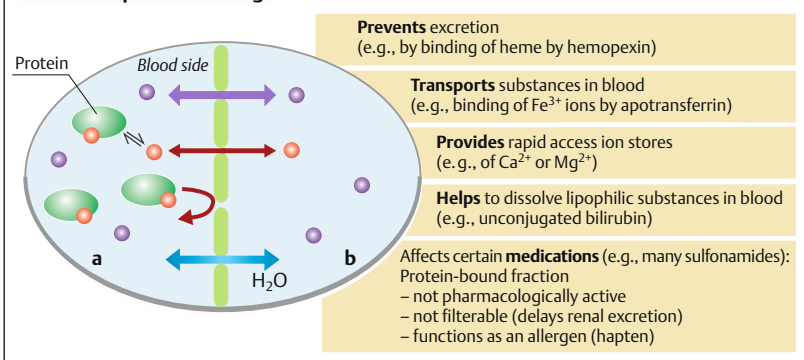 Protein
Blood side
a
b
H₂O
Prevents excretion
(e.g., by binding of heme by hemopexin)
Transports substances in blood
(e.g., binding of Fe³⁺ ions by apotransferrin)
Provides rapid access ion stores
(e.g., of Ca²⁺ or Mg²⁺)
Helps to dissolve lipophilic substances in blood
(e.g., unconjugated bilirubin)
Affects certain medications (e.g., many sulfonamides):
Protein-bound fraction
– not pharmacologically active
– not filterable (delays renal excretion)
– functions as an allergen (hapten)